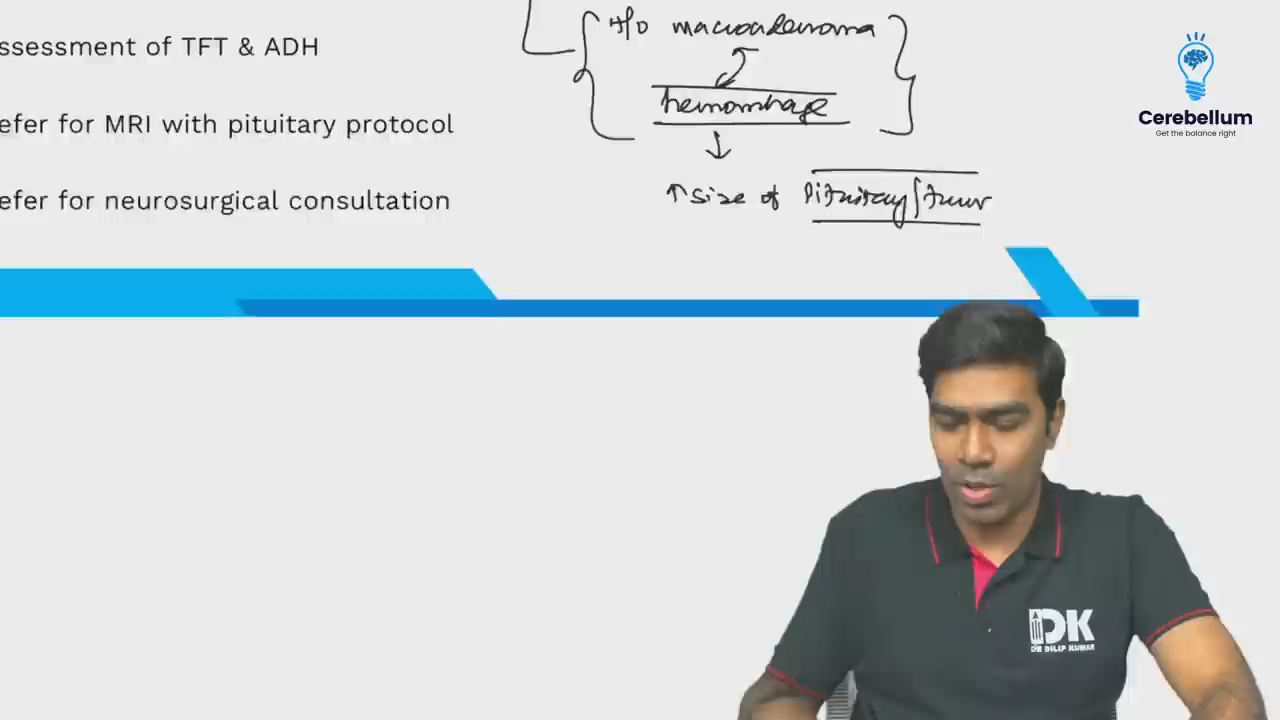 ssessment of TFT & ADH
efer for MRI with pituitary protocol
efer for neurosurgical consultation
H/O macroadenoma
hemorrhage
↓
↑ size of Pituitary/tumor
Cerebellum
Get the balance right
DK
DR DILIP KUMAR